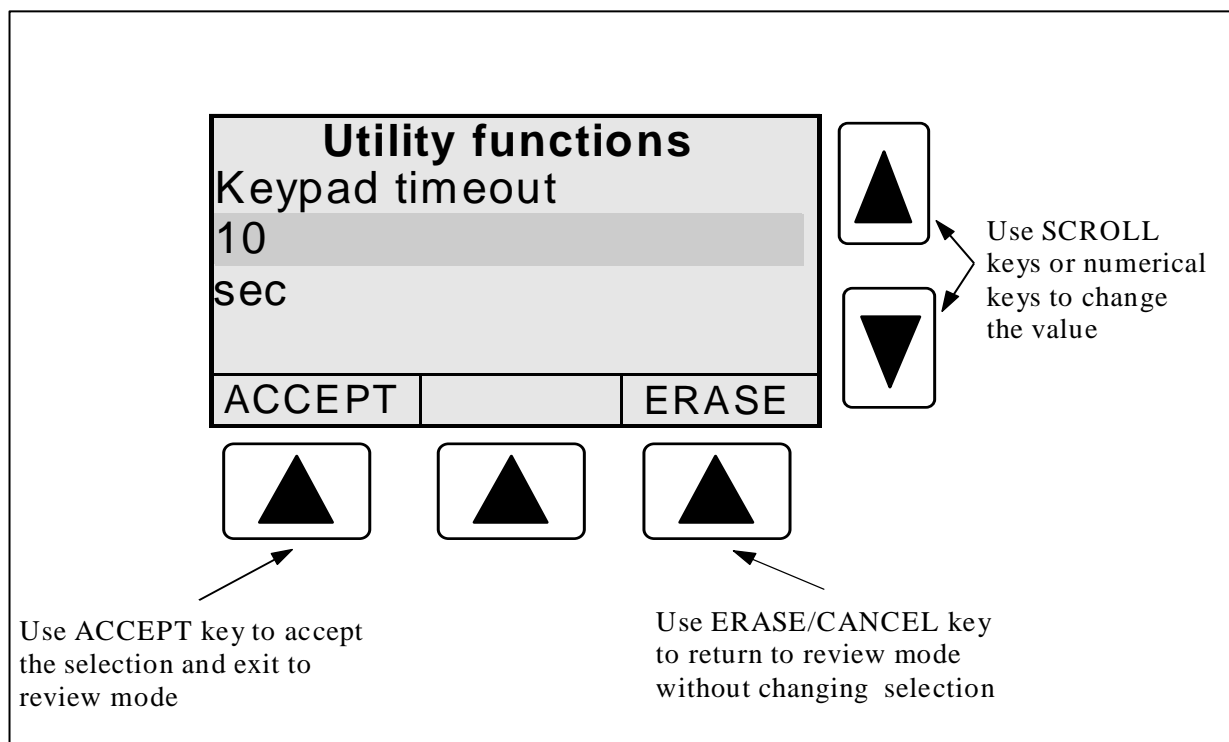 Utility functions
Keypad timeout
10
sec
ACCEPT
ERASE
Use SCROLL
keys or numerical
keys to change
the value
Use ACCEPT key to accept
the selection and exit to
review mode
Use ERASE/CANCEL key
to return to review mode
without changing selection